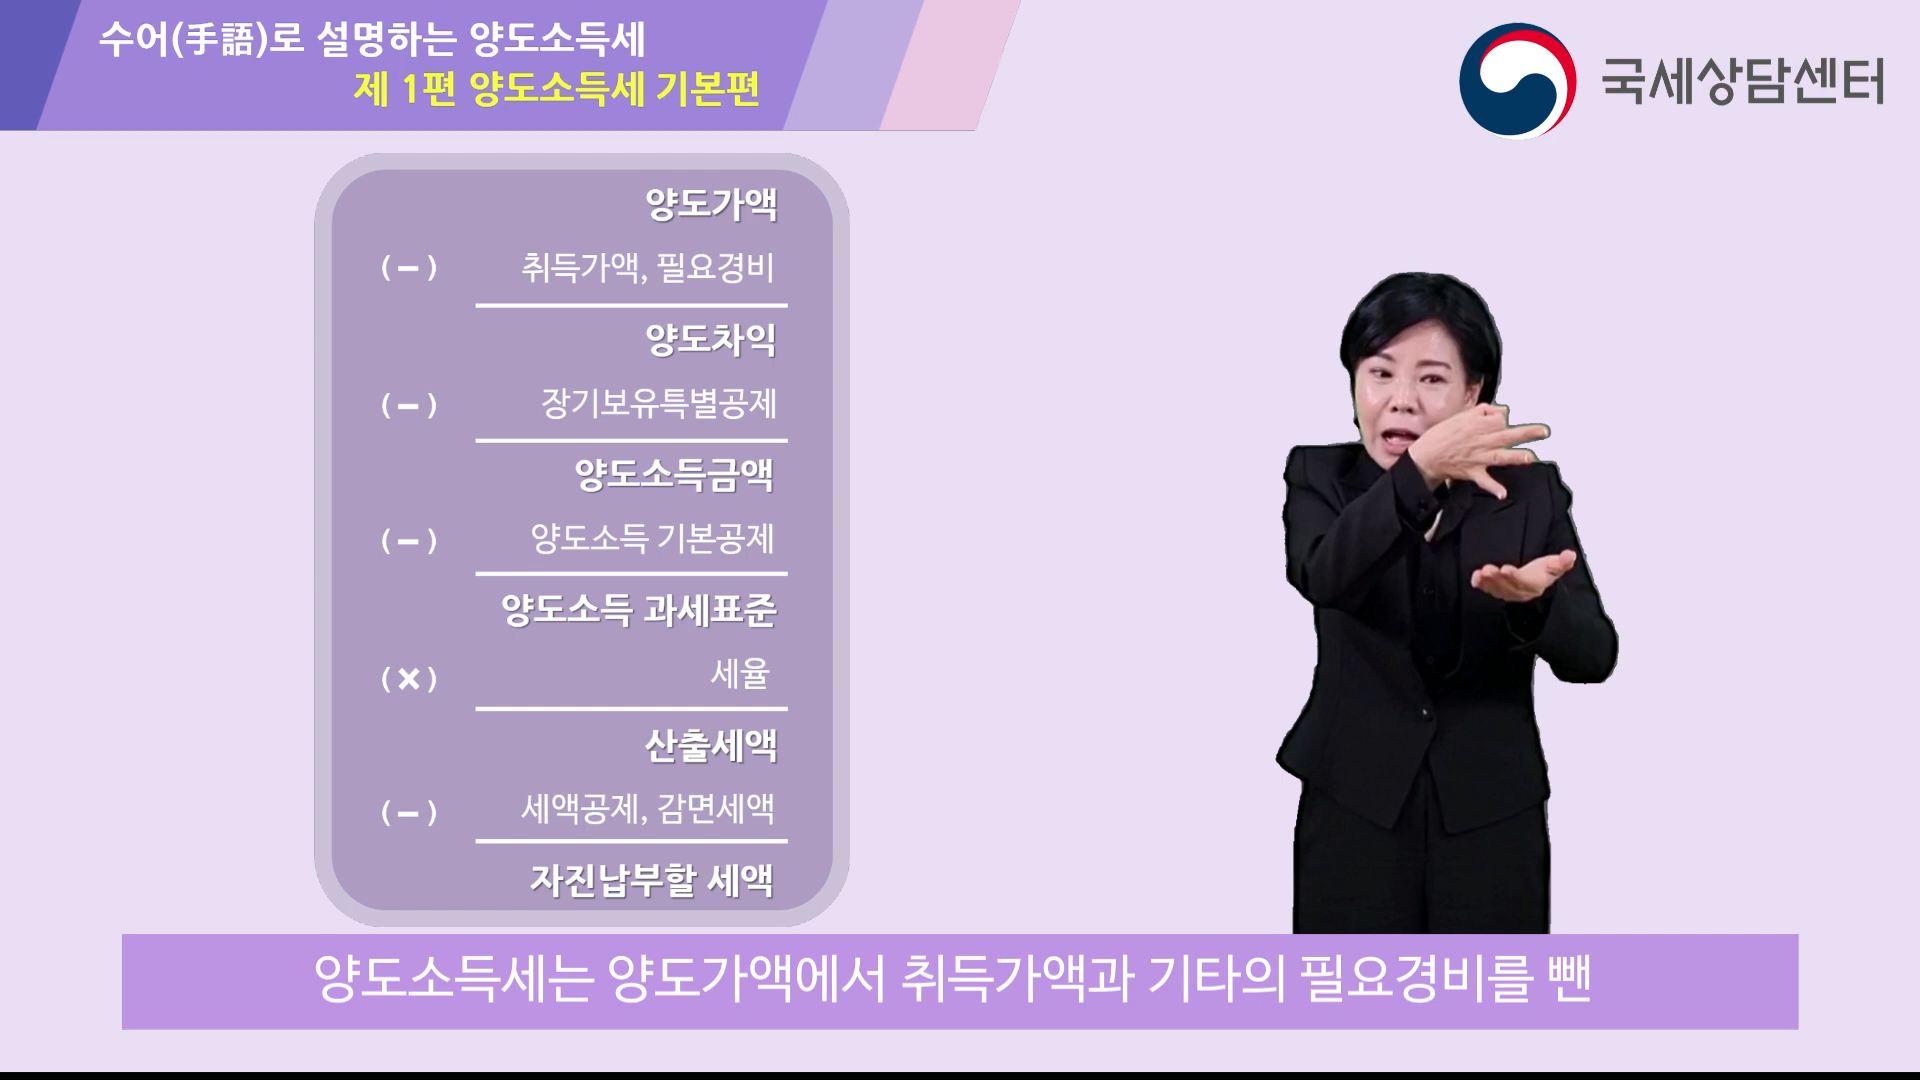 수어(手語)로 설명하는 양도소득세
제 1편 양도소득세 기본편
국세상담센터
양도가액
(－) 취득가액, 필요경비
양도차익
(－) 장기보유특별공제
양도소득금액
(－) 양도소득 기본공제
양도소득 과세표준
(×) 세율
산출세액
(－) 세액공제, 감면세액
자진납부할 세액
양도소득세는 양도가액에서 취득가액과 기타의 필요경비를 뺀